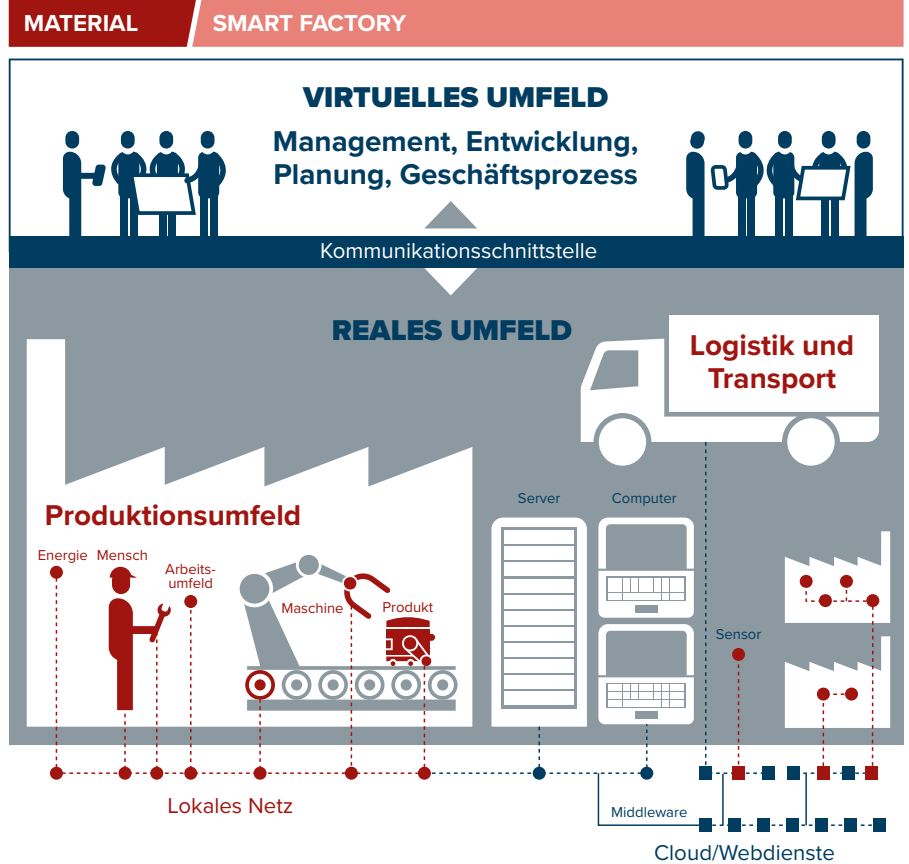 MATERIAL
SMART FACTORY
VIRTUELLES UMFELD
Management, Entwicklung,
Planung, Geschäftsprozess
Kommunikationsschnittstelle
REALES UMFELD
Logistik und
Transport
Server
Computer
Produktionsumfeld
Energie
Mensch
Arbeits-
umfeld
Maschine
Produkt
Sensor
Lokales Netz
Middleware
Cloud/Webdienste